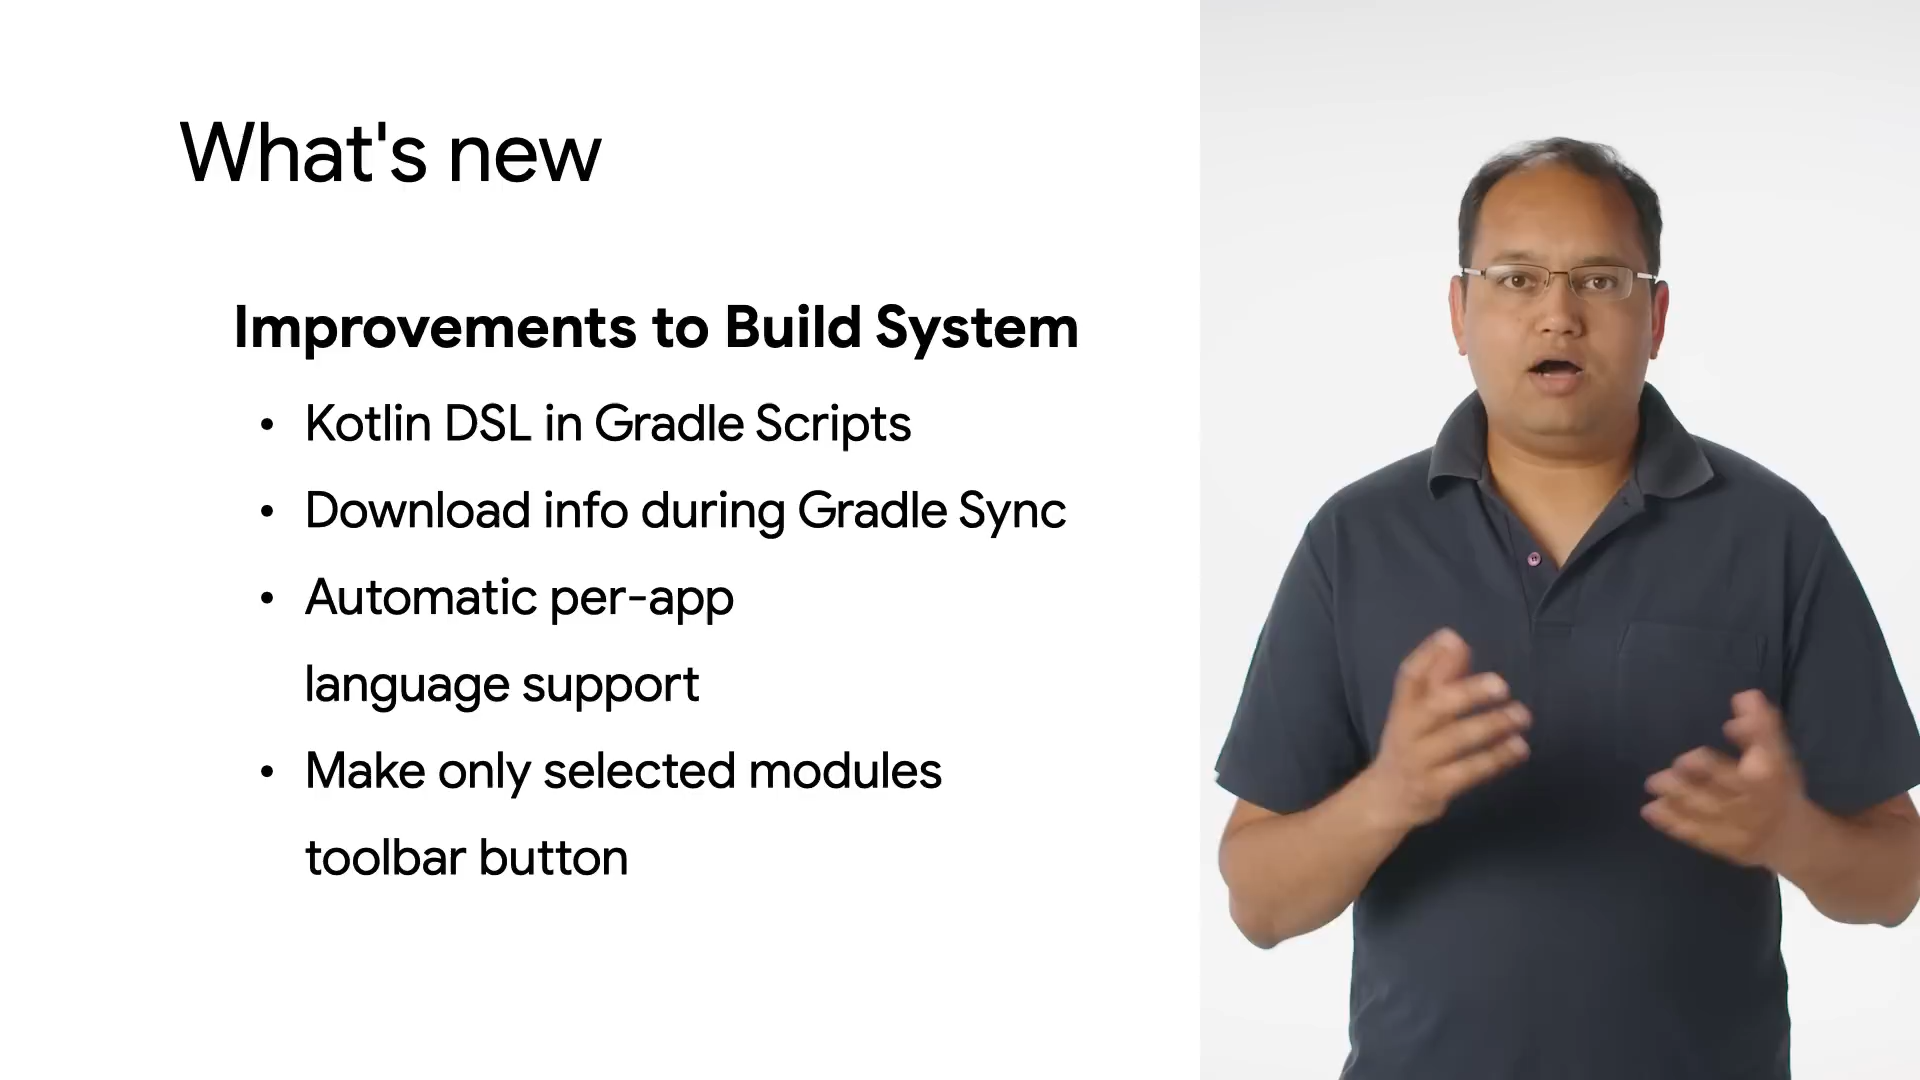 What's new
Improvements to Build System
• Kotlin DSL in Gradle Scripts
• Download info during Gradle Sync
• Automatic per-app
language support
• Make only selected modules
toolbar button